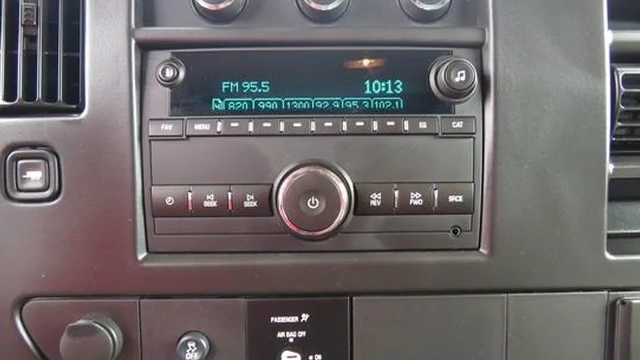 FM 95.5 10:13
820 990 1300 92.9 95.3 102.1
FAV MENU EQ CAT
SEEK SEEK REV FWD SRCE
PASSENGER
AIR BAG OFF
OFF
ON